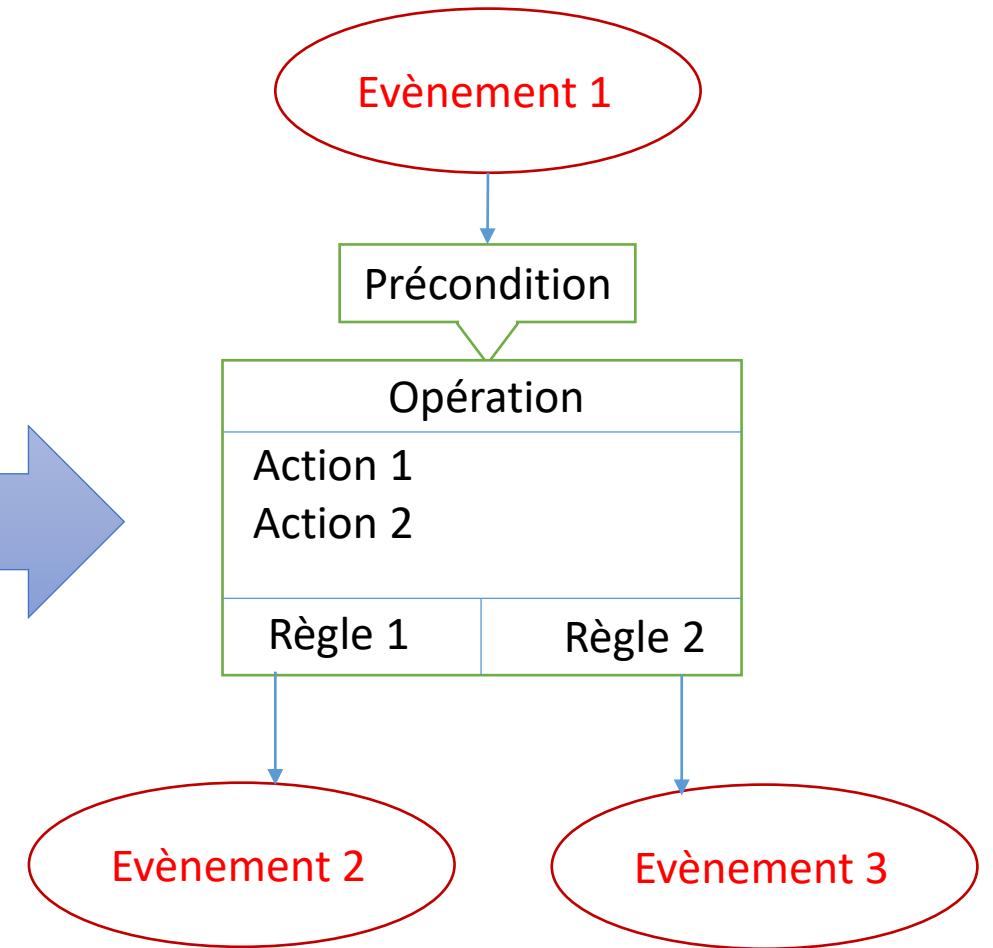 Evènement 1
Précondition
Opération
Action 1
Action 2
Règle 1
Règle 2
Evènement 2
Evènement 3